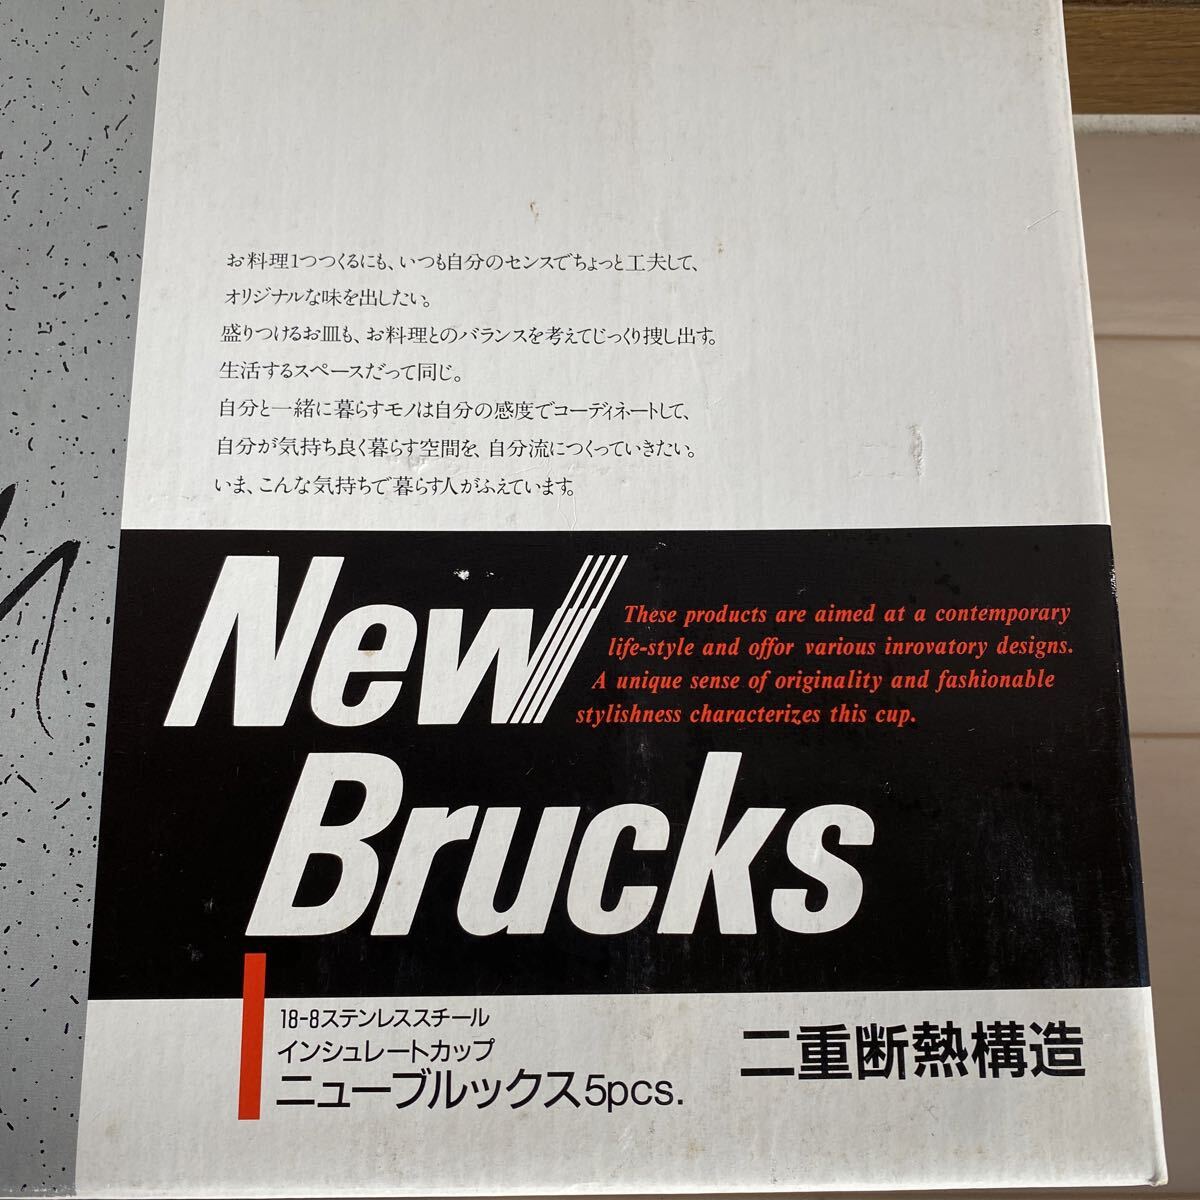 お料理1つつくるにも、いつも自分のセンスでちょっと工夫して、
オリジナルな味を出したい。
盛りつけるお皿も、お料理とのバランスを考えてじっくり捜し出す。
生活するスペースだって同じ。
自分と一緒に暮らすモノは自分の感度でコーディネートして、
自分が気持ち良く暮らす空間を、自分流につくっていきたい。
いま、こんな気持ちで暮らす人がふえています。
New
Brucks
These products are aimed at a contemporary
life-style and offor various inrovatory designs.
A unique sense of originality and fashionable
stylishness characterizes this cup.
18-8ステンレススチール
インシュレートカップ
ニューブルックス5pcs.
二重断熱構造